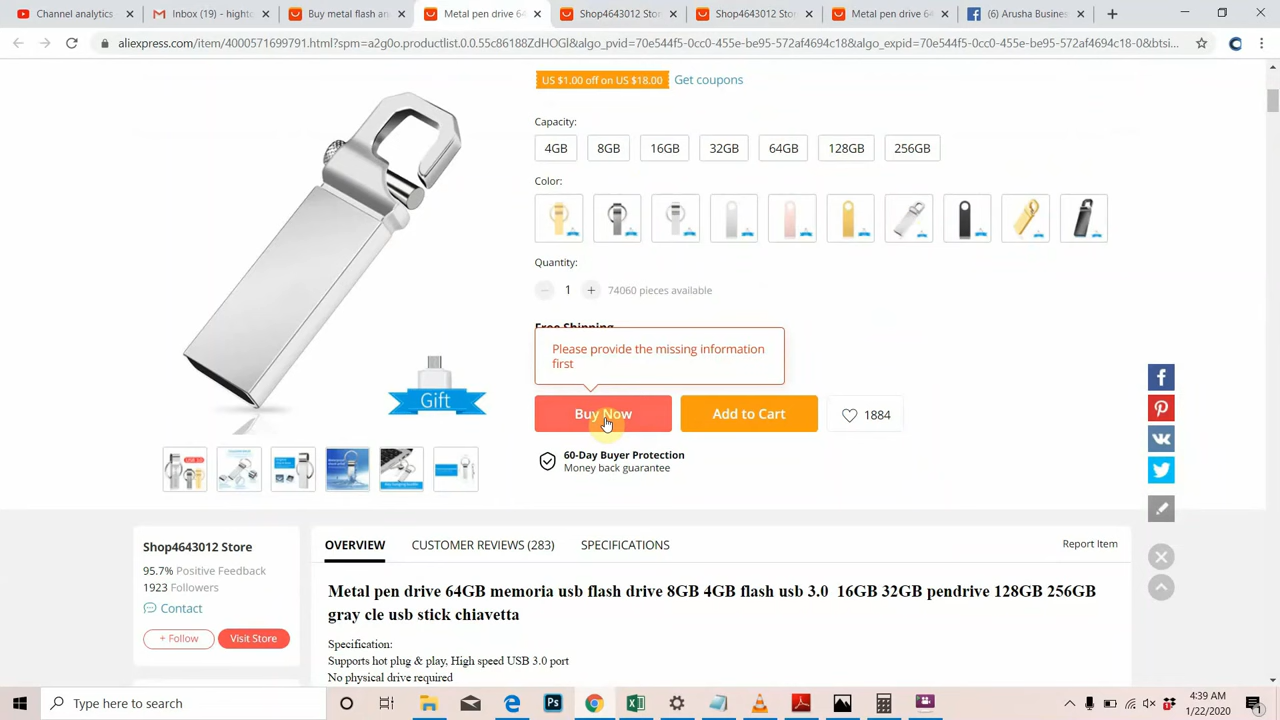 Channel analytics
Inbox (19) - highto
Buy metal flash an
Metal pen drive 64
Shop4643012 Stor
Shop4643012 Stor
Metal pen drive 64
(6) Arusha Busines
aliexpress.com/item/4000571699791.html?spm=a2g0o.productlist.0.0.55c86188ZdHOGl&algo_pvid=70e544f5-0cc0-455e-be95-572af4694c18&algo_expid=70e544f5-0cc0-455e-be95-572af4694c18-0&btsi...
US $1.00 off on US $18.00 Get coupons
Capacity:
4GB 8GB 16GB 32GB 64GB 128GB 256GB
Color:
Quantity:
1 74060 pieces available
Free Shipping
Please provide the missing information
first
Gift
Buy Now Add to Cart 1884
60-Day Buyer Protection
Money back guarantee
Shop4643012 Store
95.7% Positive Feedback
1923 Followers
Contact
+ Follow Visit Store
OVERVIEW CUSTOMER REVIEWS (283) SPECIFICATIONS Report Item
Metal pen drive 64GB memoria usb flash drive 8GB 4GB flash usb 3.0 16GB 32GB pendrive 128GB 256GB
gray cle usb stick chiavetta
Specification:
Supports hot plug & play, High speed USB 3.0 port
No physical drive required
Type here to search
4:39 AM
1/22/2020